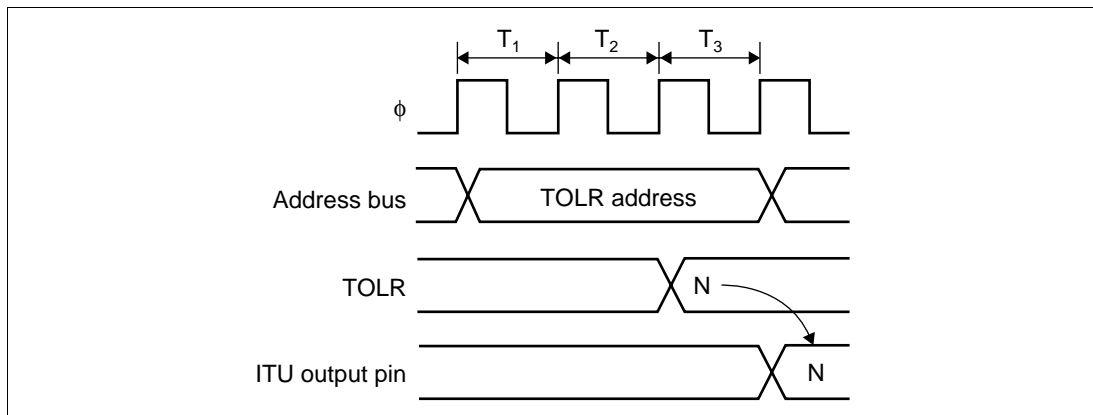 T1 T2 T3
ϕ
Address bus TOLR address
TOLR N
ITU output pin N